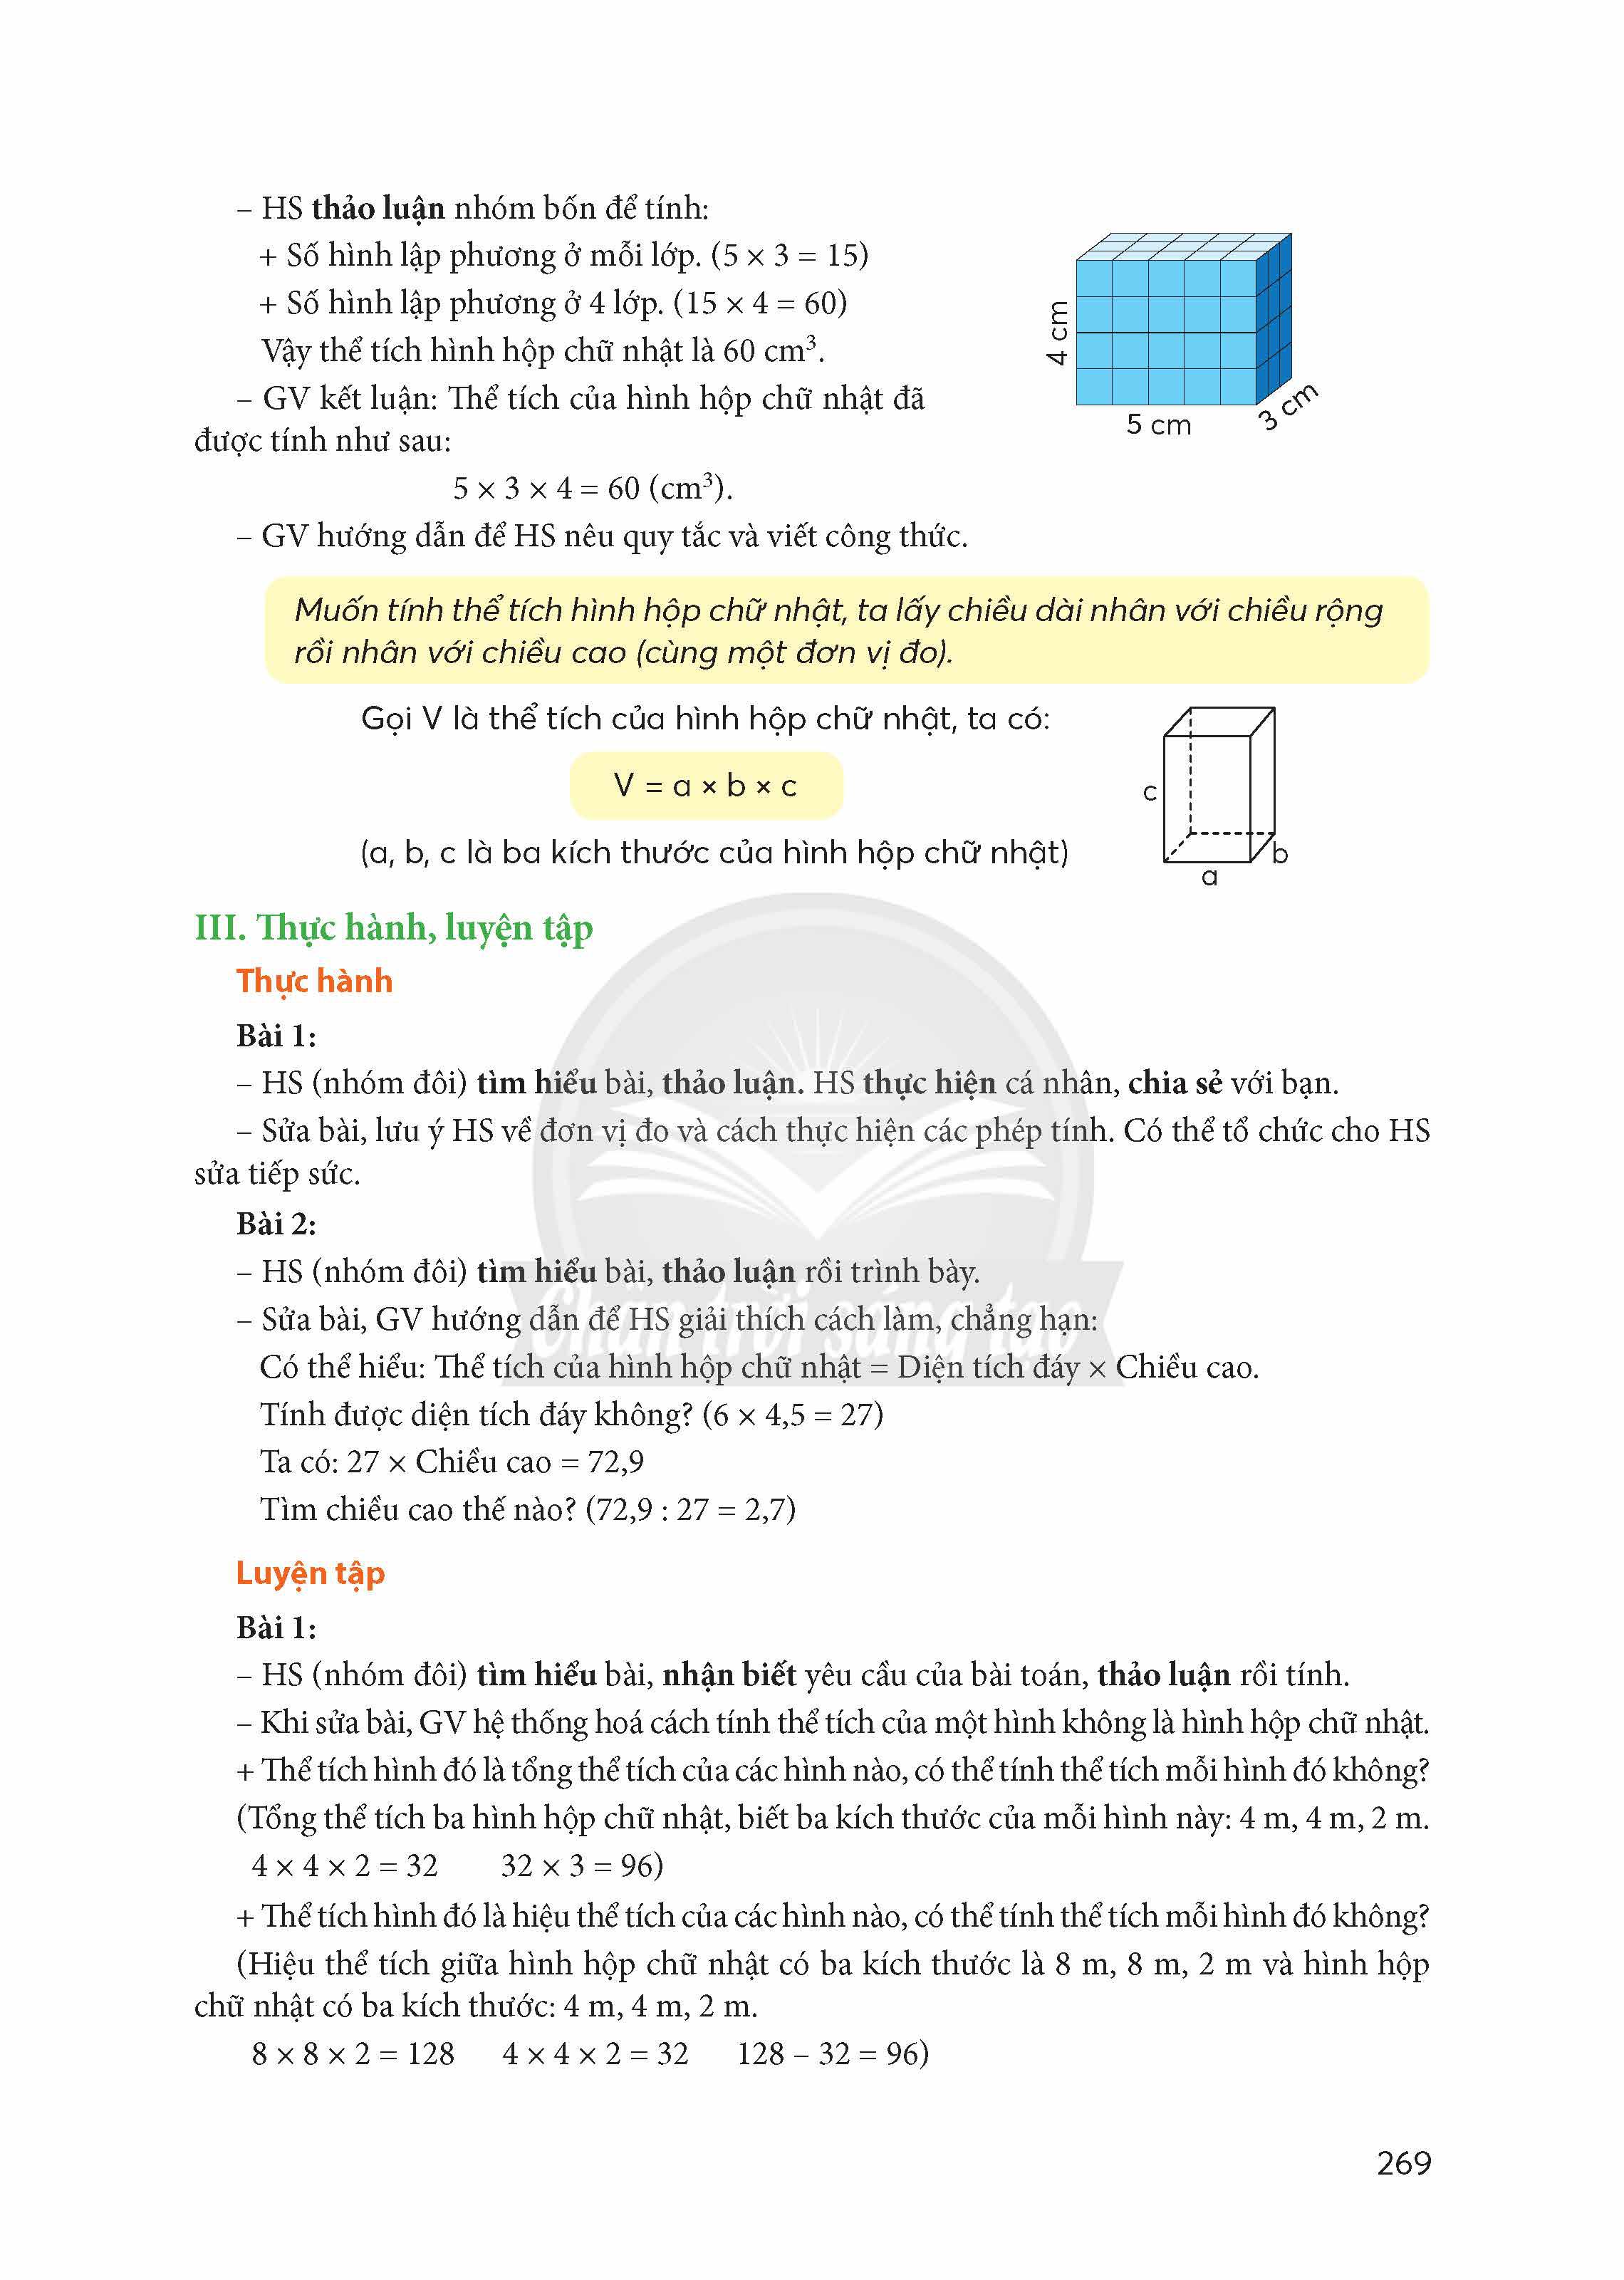 – HS thảo luận nhóm bốn để tính:
+ Số hình lập phương ở mỗi lớp. (5 × 3 = 15)
+ Số hình lập phương ở 4 lớp. (15 × 4 = 60)
Vậy thể tích hình hộp chữ nhật là 60 cm³.
– GV kết luận: Thể tích của hình hộp chữ nhật đã
được tính như sau:
4 cm
5 cm
3 cm
5 × 3 × 4 = 60 (cm³).
– GV hướng dẫn để HS nêu quy tắc và viết công thức.
Muốn tính thể tích hình hộp chữ nhật, ta lấy chiều dài nhân với chiều rộng
rồi nhân với chiều cao (cùng một đơn vị đo).
Gọi V là thể tích của hình hộp chữ nhật, ta có:
V = a × b × c
(a, b, c là ba kích thước của hình hộp chữ nhật)
c
b
a
III. Thực hành, luyện tập
Thực hành
Bài 1:
– HS (nhóm đôi) tìm hiểu bài, thảo luận. HS thực hiện cá nhân, chia sẻ với bạn.
– Sửa bài, lưu ý HS về đơn vị đo và cách thực hiện các phép tính. Có thể tổ chức cho HS
sửa tiếp sức.
Bài 2:
– HS (nhóm đôi) tìm hiểu bài, thảo luận rồi trình bày.
– Sửa bài, GV hướng dẫn để HS giải thích cách làm, chẳng hạn:
Chân trời sáng tạo
Có thể hiểu: Thể tích của hình hộp chữ nhật = Diện tích đáy × Chiều cao.
Tính được diện tích đáy không? (6 × 4,5 = 27)
Ta có: 27 × Chiều cao = 72,9
Tìm chiều cao thế nào? (72,9 : 27 = 2,7)
Luyện tập
Bài 1:
– HS (nhóm đôi) tìm hiểu bài, nhận biết yêu cầu của bài toán, thảo luận rồi tính.
– Khi sửa bài, GV hệ thống hoá cách tính thể tích của một hình không là hình hộp chữ nhật.
+ Thể tích hình đó là tổng thể tích của các hình nào, có thể tính thể tích mỗi hình đó không?
(Tổng thể tích ba hình hộp chữ nhật, biết ba kích thước của mỗi hình này: 4 m, 4 m, 2 m.
4 × 4 × 2 = 32 32 × 3 = 96)
+ Thể tích hình đó là hiệu thể tích của các hình nào, có thể tính thể tích mỗi hình đó không?
(Hiệu thể tích giữa hình hộp chữ nhật có ba kích thước là 8 m, 8 m, 2 m và hình hộp
chữ nhật có ba kích thước: 4 m, 4 m, 2 m.
8 × 8 × 2 = 128 4 × 4 × 2 = 32 128 – 32 = 96)
269